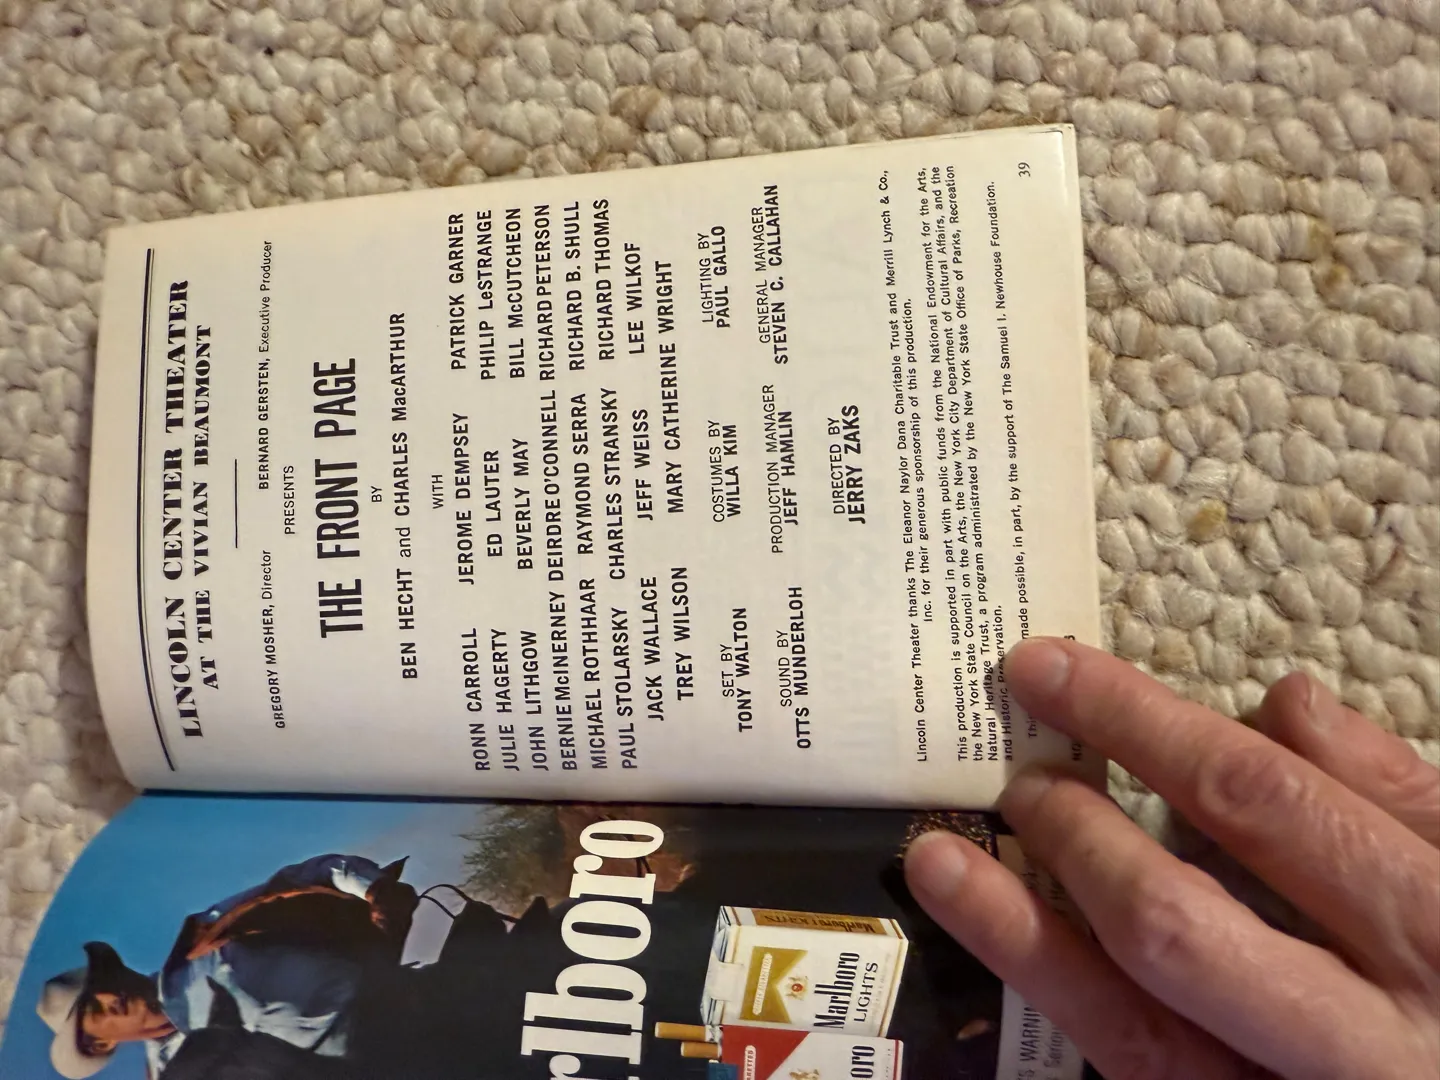 LINCOLN CENTER THEATER
AT THE VIVIAN BEAUMONT
GREGORY MOSHER, Director BERNARD GERSTEN, Executive Producer
PRESENTS
THE FRONT PAGE
BY
BEN HECHT and CHARLES MacARTHUR
WITH
RONN CARROLL JEROME DEMPSEY PATRICK GARNER
JULIE HAGERTY ED LAUTER PHILIP LeSTRANGE
JOHN LITHGOW BEVERLY MAY BILL McCUTCHEON
BERNIE McINERNEY DEIRDRE O'CONNELL RICHARD PETERSON
MICHAEL ROTHHAAR RAYMOND SERRA RICHARD B. SHULL
PAUL STOLARSKY CHARLES STRANSKY RICHARD THOMAS
JACK WALLACE JEFF WEISS LEE WILKOF
TREY WILSON MARY CATHERINE WRIGHT
SET BY COSTUMES BY LIGHTING BY
TONY WALTON WILLA KIM PAUL GALLO
SOUND BY PRODUCTION MANAGER GENERAL MANAGER
OTTS MUNDERLOH JEFF HAMLIN STEVEN C. CALLAHAN
DIRECTED BY
JERRY ZAKS
Lincoln Center Theater thanks The Eleanor Naylor Dana Charitable Trust and Merrill Lynch & Co.,
Inc. for their generous sponsorship of this production.
This production is supported in part with public funds from the National Endowment for the Arts,
the New York State Council on the Arts, the New York City Department of Cultural Affairs, and the
Natural Heritage Trust, a program administrated by the New York State Office of Parks, Recreation
and Historic Preservation.
made possible, in part, by the support of The Samuel I. Newhouse Foundation.
39
rlboro
Marlboro
LIGHTS
oro
WARNIN